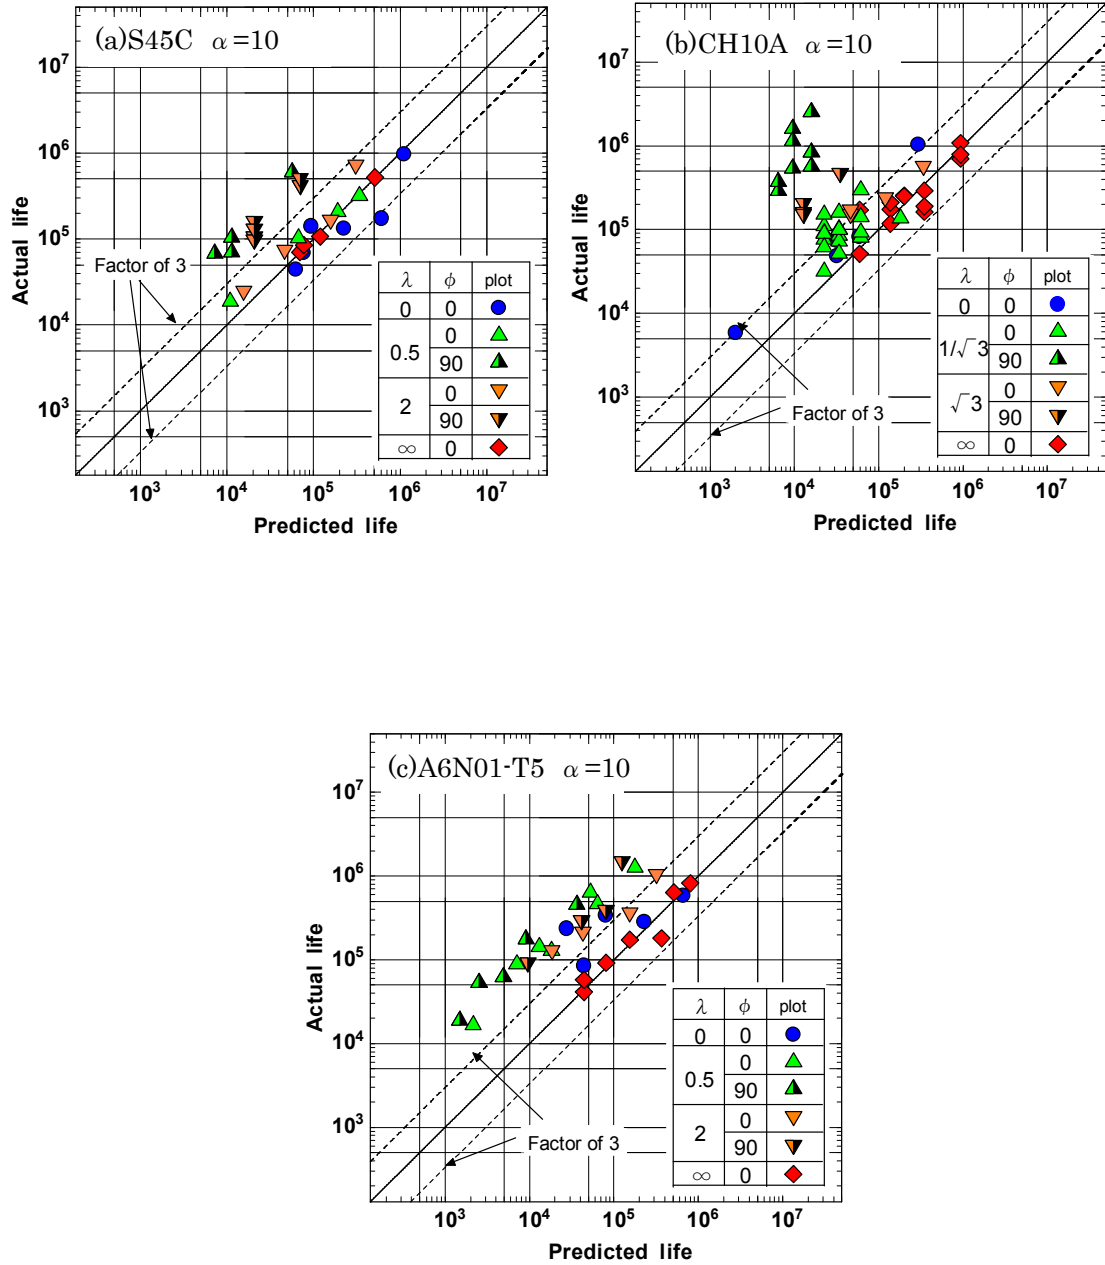 (a)S45C α=10
10⁷
10⁶
10⁵
10⁴
10³
Actual life
Factor of 3
λ ϕ plot
0 0
0.5 0
90
2 0
90
∞ 0
10³ 10⁴ 10⁵ 10⁶ 10⁷
Predicted life
(b)CH10A α=10
10⁷
10⁶
10⁵
10⁴
10³
Actual life
Factor of 3
λ ϕ plot
0 0
1/√3 0
90
√3 0
90
∞ 0
10³ 10⁴ 10⁵ 10⁶ 10⁷
Predicted life
(c)A6N01-T5 α=10
10⁷
10⁶
10⁵
10⁴
10³
Actual life
Factor of 3
λ ϕ plot
0 0
0.5 0
90
2 0
90
∞ 0
10³ 10⁴ 10⁵ 10⁶ 10⁷
Predicted life